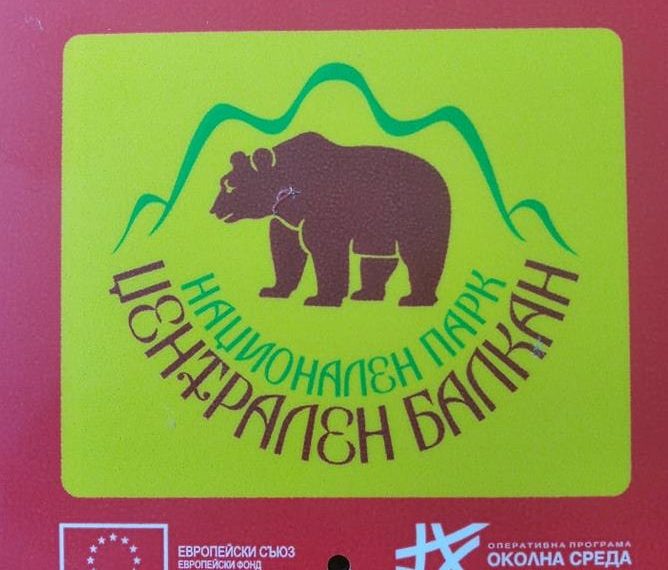 НАЦИОНАЛЕН ПАРК
ЦЕНТРАЛЕН БАЛКАН
ЕВРОПЕЙСКИ СЪЮЗ
ЕВРОПЕЙСКИ ФОНД
ОПЕРАТИВНА ПРОГРАМА
ОКОЛНА СРЕДА